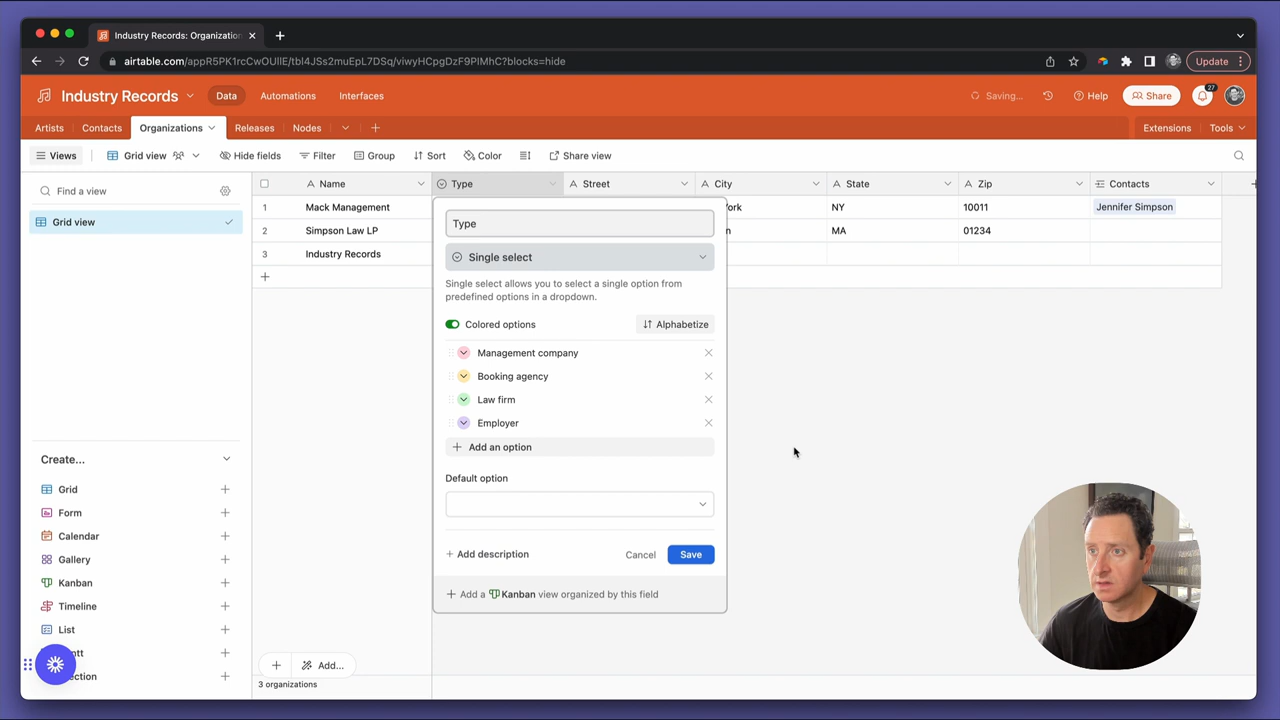 Industry Records: Organization
airtable.com/appR5PK1rcCwOUIIE/tbl4JSs2muEpL7DSq/viwyHCpgDzF9PIMhC?blocks=hide
Update
Industry Records
Data
Automations
Interfaces
Saving...
Help
Share
27
Artists
Contacts
Organizations
Releases
Nodes
Extensions
Tools
Views
Grid view
Hide fields
Filter
Group
Sort
Color
Share view
Find a view
Grid view
Name
Type
Street
City
State
Zip
Contacts
1 Mack Management
ork
NY
10011
Jennifer Simpson
2 Simpson Law LP
n
MA
01234
3 Industry Records
Type
Single select
Single select allows you to select a single option from
predefined options in a dropdown.
Colored options
Alphabetize
Management company
Booking agency
Law firm
Employer
Add an option
Default option
Add description
Cancel
Save
Add a Kanban view organized by this field
Create...
Grid
Form
Calendar
Gallery
Kanban
Timeline
List
ntt
ection
Add...
3 organizations